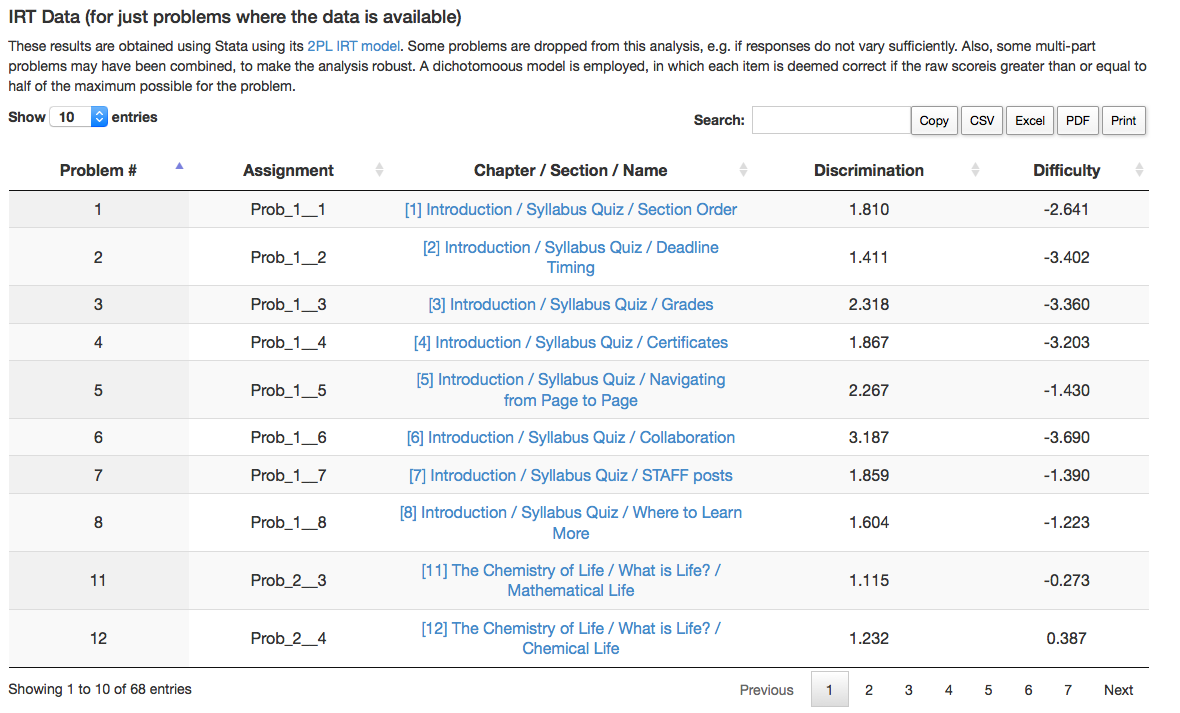 IRT Data (for just problems where the data is available)
These results are obtained using Stata using its 2PL IRT model. Some problems are dropped from this analysis, e.g. if responses do not vary sufficiently. Also, some multi-part
problems may have been combined, to make the analysis robust. A dichotomoous model is employed, in which each item is deemed correct if the raw scoreis greater than or equal to
half of the maximum possible for the problem.
Show 10 entries Search: Copy CSV Excel PDF Print
Problem # Assignment Chapter / Section / Name Discrimination Difficulty
1 Prob_1__1 [1] Introduction / Syllabus Quiz / Section Order 1.810 -2.641
2 Prob_1__2 [2] Introduction / Syllabus Quiz / Deadline
Timing 1.411 -3.402
3 Prob_1__3 [3] Introduction / Syllabus Quiz / Grades 2.318 -3.360
4 Prob_1__4 [4] Introduction / Syllabus Quiz / Certificates 1.867 -3.203
5 Prob_1__5 [5] Introduction / Syllabus Quiz / Navigating
from Page to Page 2.267 -1.430
6 Prob_1__6 [6] Introduction / Syllabus Quiz / Collaboration 3.187 -3.690
7 Prob_1__7 [7] Introduction / Syllabus Quiz / STAFF posts 1.859 -1.390
8 Prob_1__8 [8] Introduction / Syllabus Quiz / Where to Learn
More 1.604 -1.223
11 Prob_2__3 [11] The Chemistry of Life / What is Life? /
Mathematical Life 1.115 -0.273
12 Prob_2__4 [12] The Chemistry of Life / What is Life? /
Chemical Life 1.232 0.387
Showing 1 to 10 of 68 entries Previous 1 2 3 4 5 6 7 Next